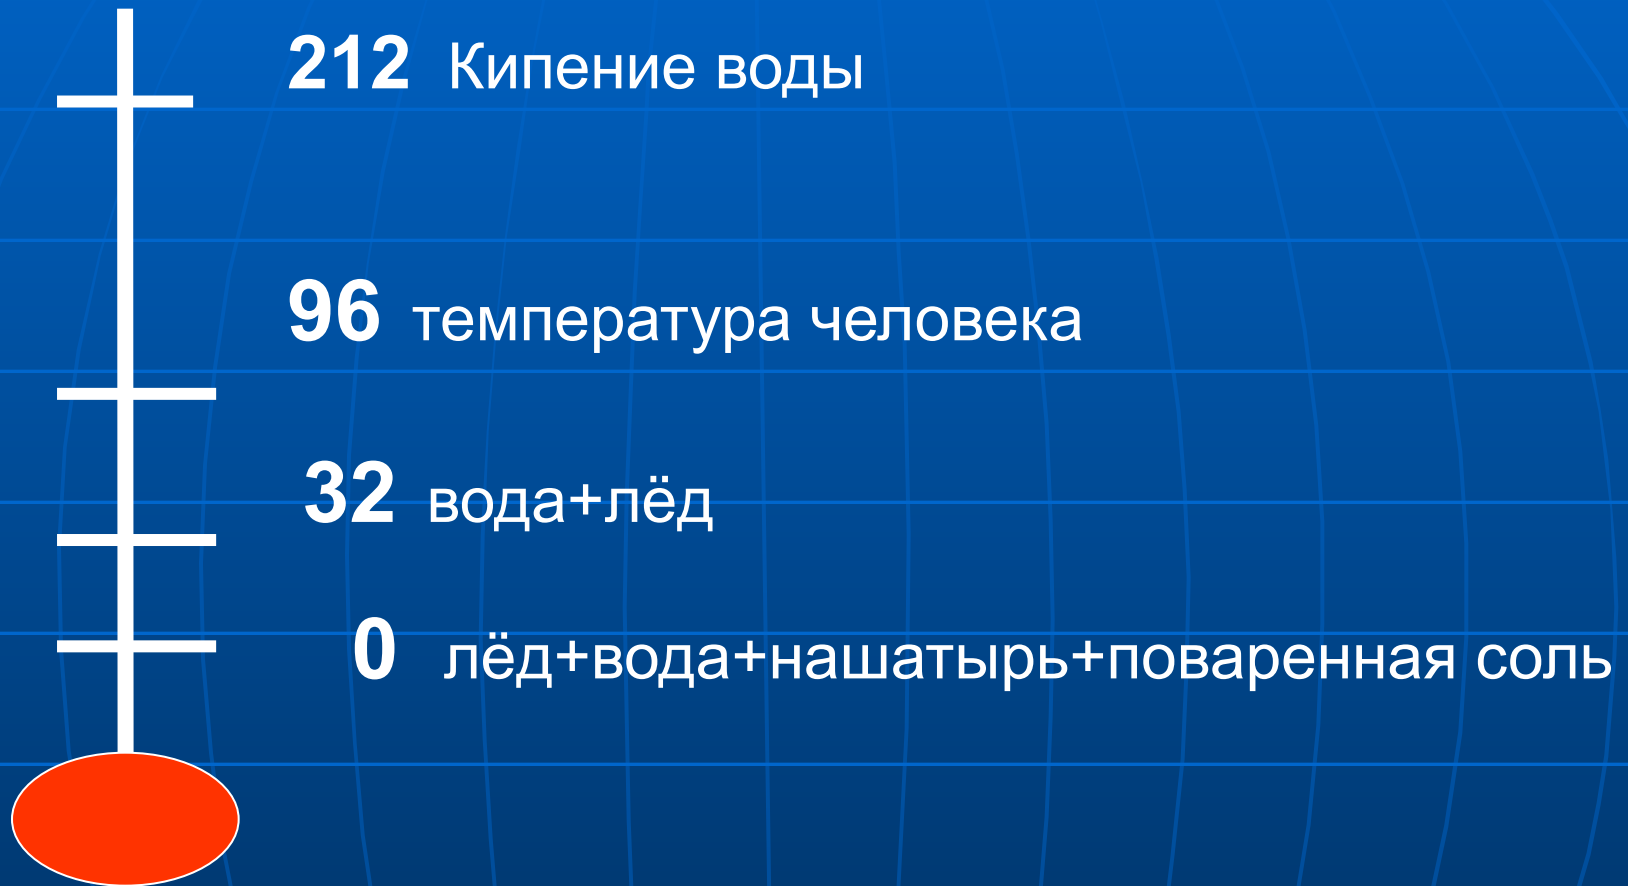 212 Кипение воды
96 температура человека
32 вода+лёд
0 лёд+вода+нашатырь+поваренная соль